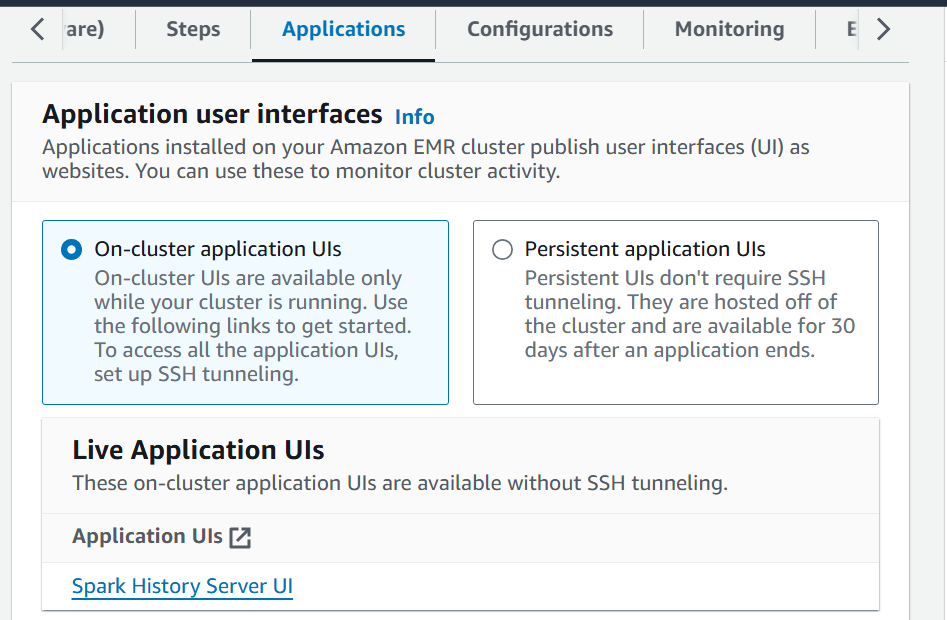 are)
Steps
Applications
Configurations
Monitoring
Application user interfaces Info
Applications installed on your Amazon EMR cluster publish user interfaces (UI) as
websites. You can use these to monitor cluster activity.
On-cluster application UIs
On-cluster UIs are available only
while your cluster is running. Use
the following links to get started.
To access all the application UIs,
set up SSH tunneling.
Persistent application UIs
Persistent UIs don't require SSH
tunneling. They are hosted off of
the cluster and are available for 30
days after an application ends.
Live Application UIs
These on-cluster application UIs are available without SSH tunneling.
Application UIs
Spark History Server UI